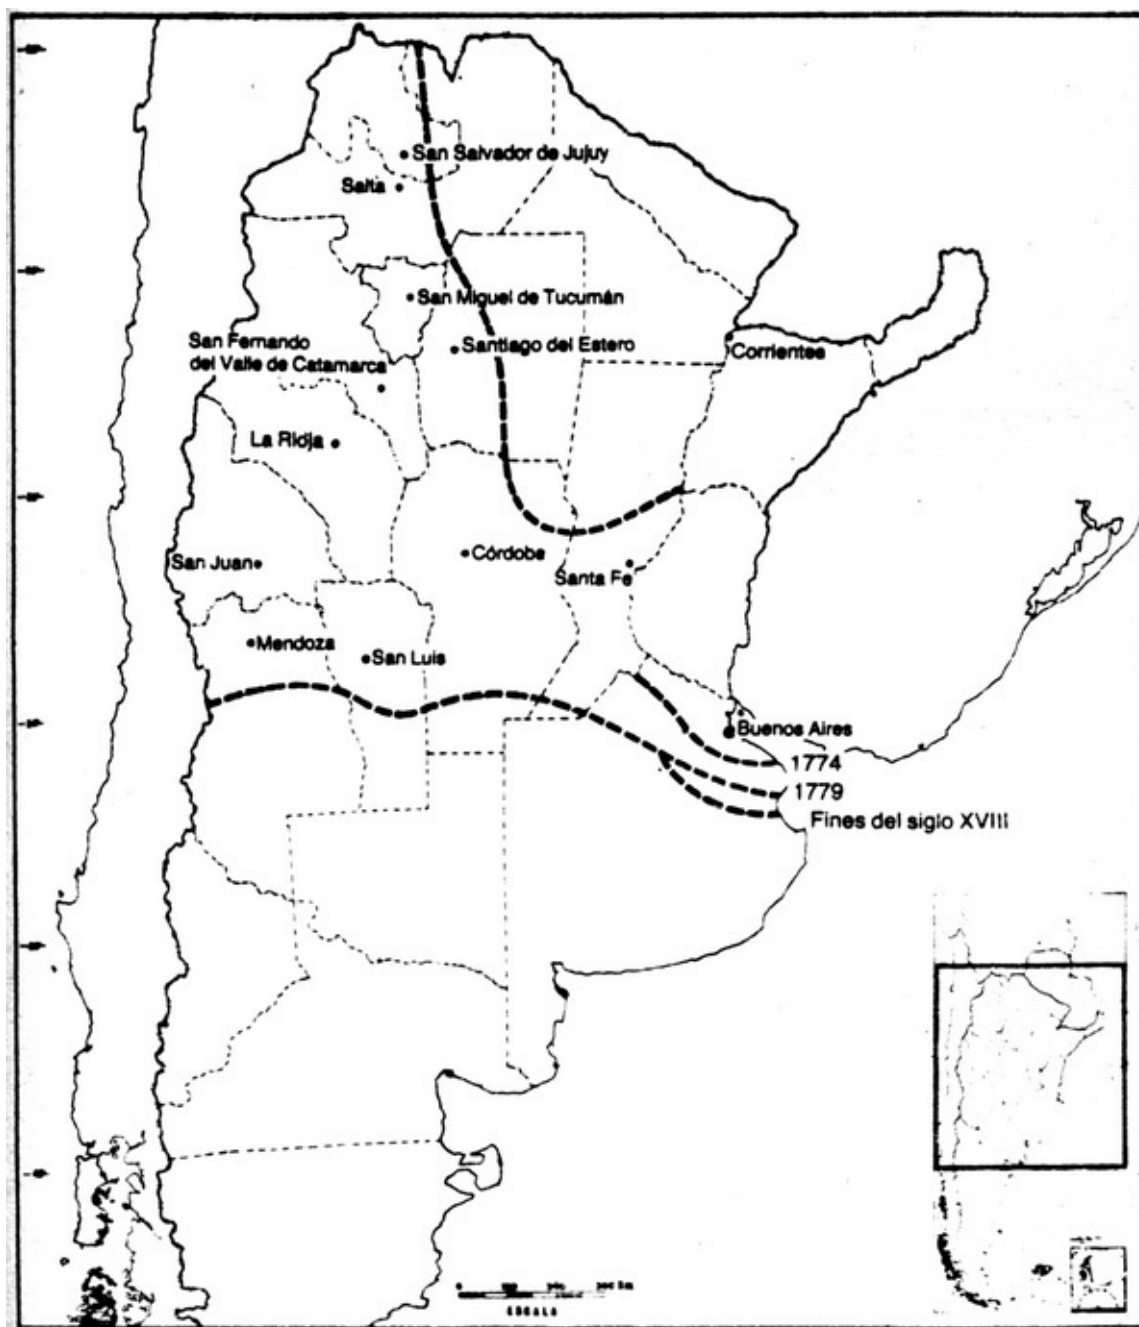 San Salvador de Jujuy
Salta
San Miguel de Tucumán
San Fernando
del Valle de Catamarca
Santiago del Estero
Corrientes
La Rioja
San Juan
Córdoba
Santa Fe
Mendoza
San Luis
Buenos Aires
1774
1779
Fines del siglo XVIII
ESCALA